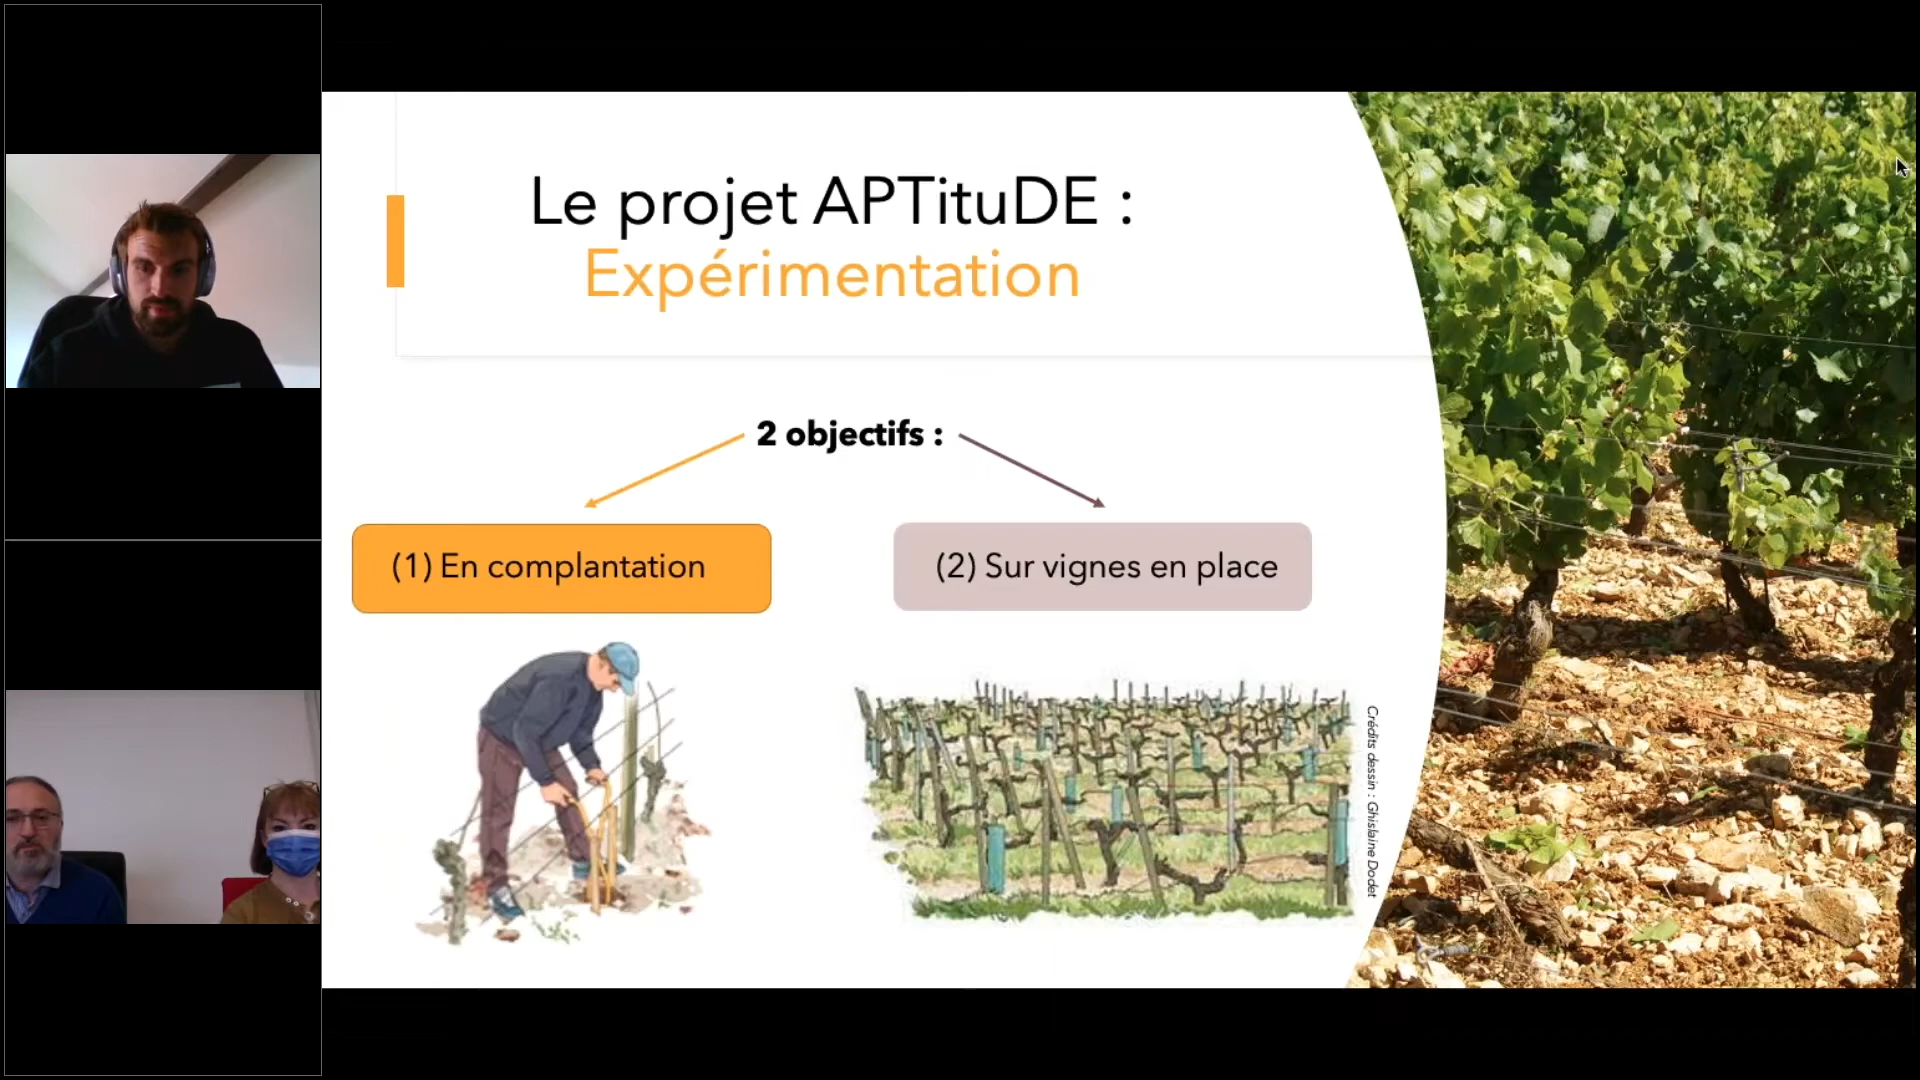 Le projet APTituDE :
Expérimentation
2 objectifs :
(1) En complantation
(2) Sur vignes en place
Crédits dessin : Ghislaine Dodet